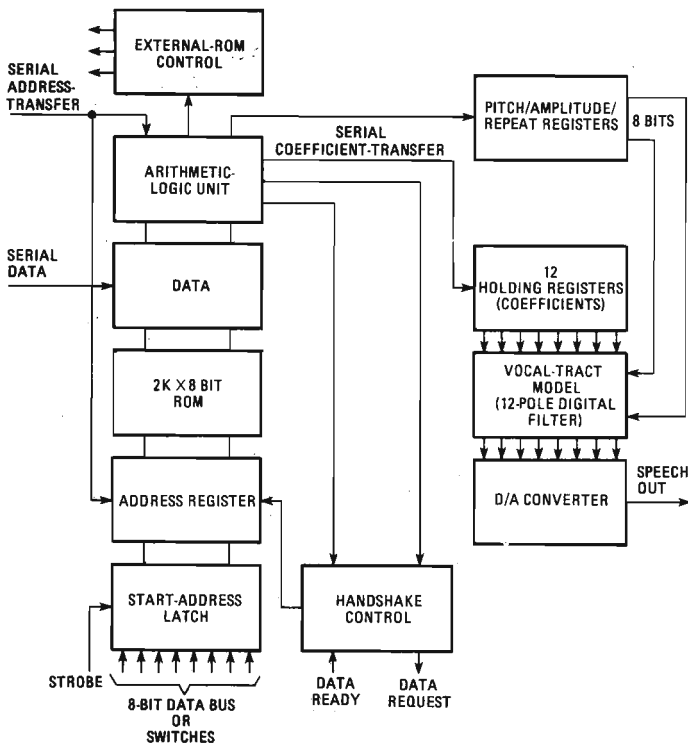 EXTERNAL-ROM
CONTROL
SERIAL
ADDRESS-
TRANSFER
PITCH/AMPLITUDE/
REPEAT REGISTERS
8 BITS
SERIAL
COEFFICIENT-TRANSFER
ARITHMETIC-
LOGIC UNIT
SERIAL
DATA
DATA
12
HOLDING REGISTERS
(COEFFICIENTS)
2K X 8 BIT
ROM
VOCAL-TRACT
MODEL
(12-POLE DIGITAL
FILTER)
ADDRESS REGISTER
D/A CONVERTER
SPEECH
OUT
START-ADDRESS
LATCH
HANDSHAKE
CONTROL
STROBE
8-BIT DATA BUS
OR
SWITCHES
DATA
READY
DATA
REQUEST